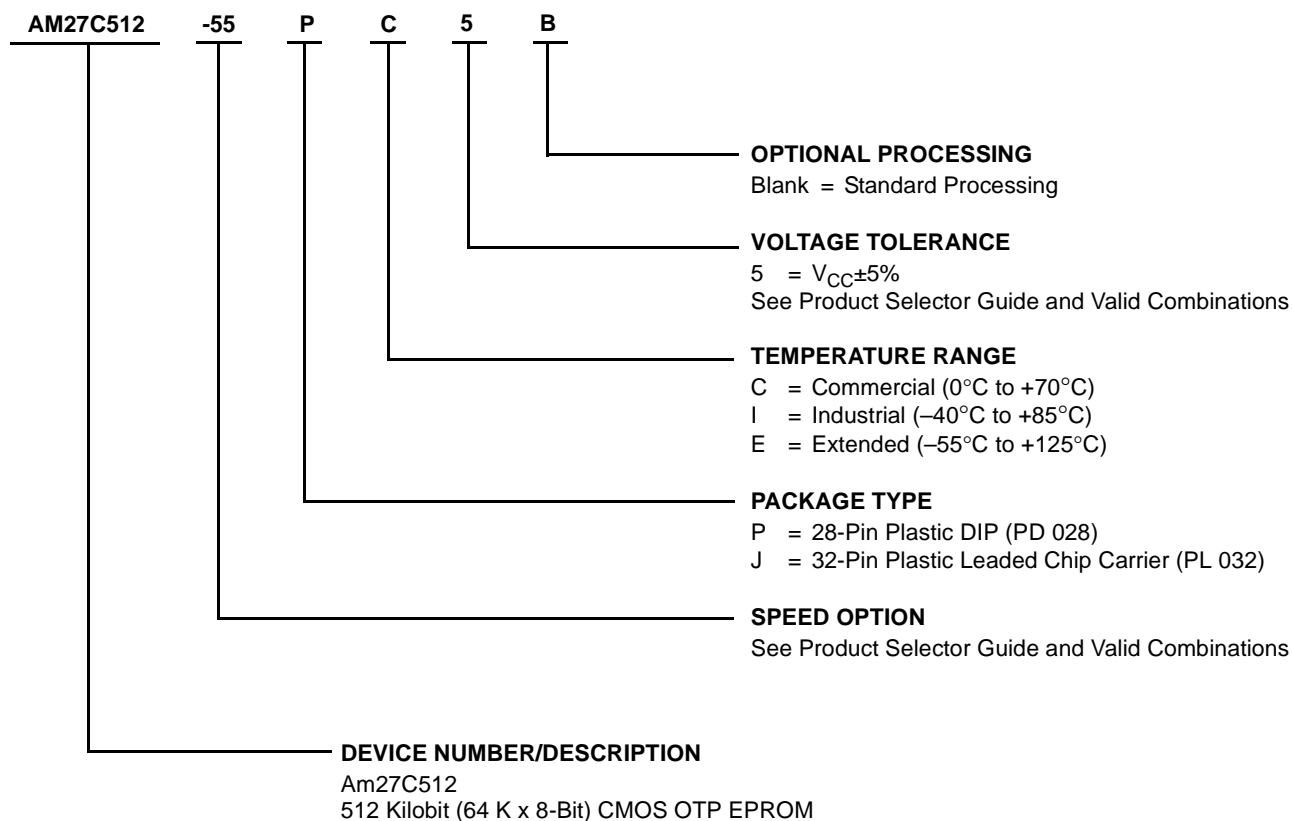 AM27C512 -55 P C 5 B
OPTIONAL PROCESSING
Blank = Standard Processing
VOLTAGE TOLERANCE
5 = VCC±5%
See Product Selector Guide and Valid Combinations
TEMPERATURE RANGE
C = Commercial (0°C to +70°C)
I = Industrial (–40°C to +85°C)
E = Extended (–55°C to +125°C)
PACKAGE TYPE
P = 28-Pin Plastic DIP (PD 028)
J = 32-Pin Plastic Leaded Chip Carrier (PL 032)
SPEED OPTION
See Product Selector Guide and Valid Combinations
DEVICE NUMBER/DESCRIPTION
Am27C512
512 Kilobit (64 K x 8-Bit) CMOS OTP EPROM